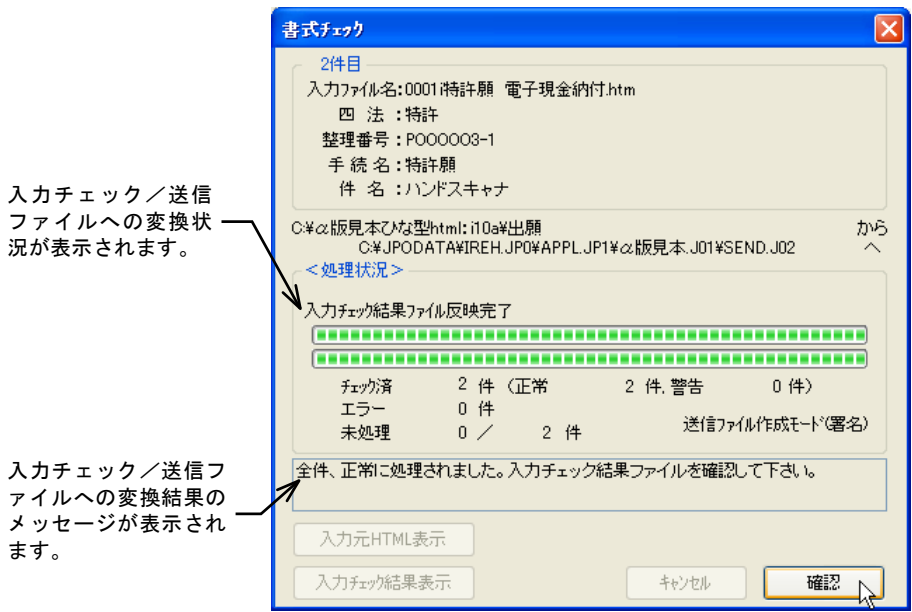 書式ﾁｪｯｸ
2件目
入力ﾌｧｲﾙ名:0001i特許願 電子現金納付.htm
四 法 :特許
整理番号:P000003-1
手続名:特許願
件 名 :ハンドスキャナ
入力チェック／送信
ファイルへの変換状
況が表示されます。
C:¥α版見本ひな型html:i10a¥出願 から
C:¥JPODATA¥IREH.JP0¥APPL.JP1¥α版見本.J01¥SEND.J02 へ
＜処理状況＞
入力ﾁｪｯｸ結果ﾌｧｲﾙ反映完了
ﾁｪｯｸ済 2 件 (正常 2 件, 警告 0 件)
エラー 0 件
未処理 0 ／ 2 件 送信ﾌｧｲﾙ作成ﾓｰﾄﾞ(署名)
入力チェック／送信フ
ァイルへの変換結果の
メッセージが表示され
ます。
全件、正常に処理されました。入力チェック結果ファイルを確認して下さい。
入力元HTML表示
入力ﾁｪｯｸ結果表示 ｷｬﾝｾﾙ 確認